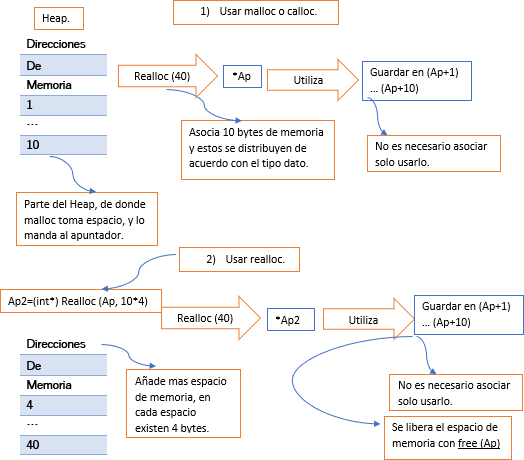 Heap.
1) Usar malloc o calloc.
Direcciones
De
Memoria
1
---
10
Realloc (40)
*Ap
Utiliza
Guardar en (Ap+1)
... (Ap+10)
Asocia 10 bytes de memoria
y estos se distribuyen de
acuerdo con el tipo dato.
No es necesario asociar
solo usarlo.
Parte del Heap, de donde
malloc toma espacio, y lo
manda al apuntador.
2) Usar realloc.
Ap2=(int*) Realloc (Ap, 10*4)
Realloc (40)
*Ap2
Utiliza
Guardar en (Ap+1)
... (Ap+10)
Direcciones
De
Memoria
4
---
40
Añade mas espacio
de memoria, en
cada espacio
existen 4 bytes.
No es necesario asociar
solo usarlo.
Se libera el espacio de
memoria con free (Ap)